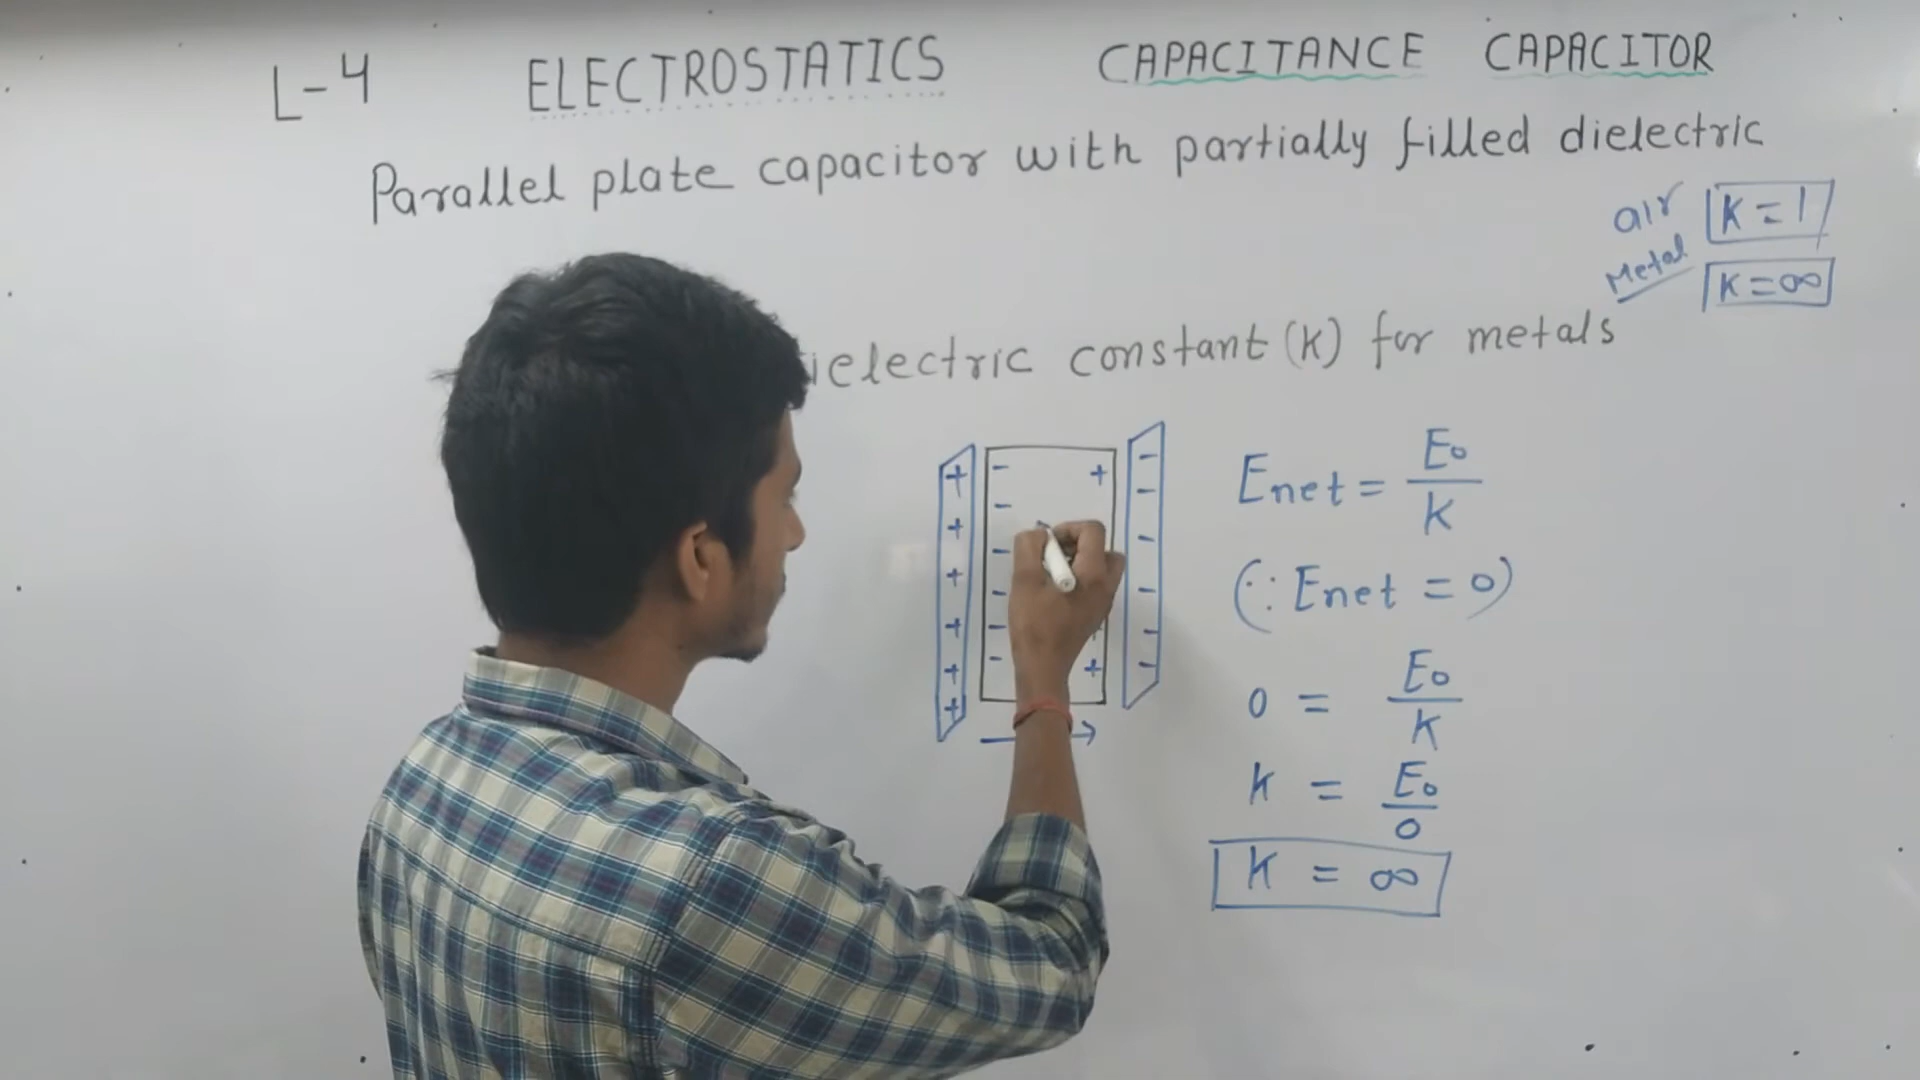 L-4 ELECTROSTATICS CAPACITANCE CAPACITOR
Parallel plate capacitor with partially filled dielectric
air K = 1
Metal K = ∞
ielectric constant (K) for metals
+ - + -
+ - -
+ - -
+ - -
+ - -
+ - + -
Enet = E₀/K
(∵ Enet = 0)
0 = E₀/K
K = E₀/0
K = ∞